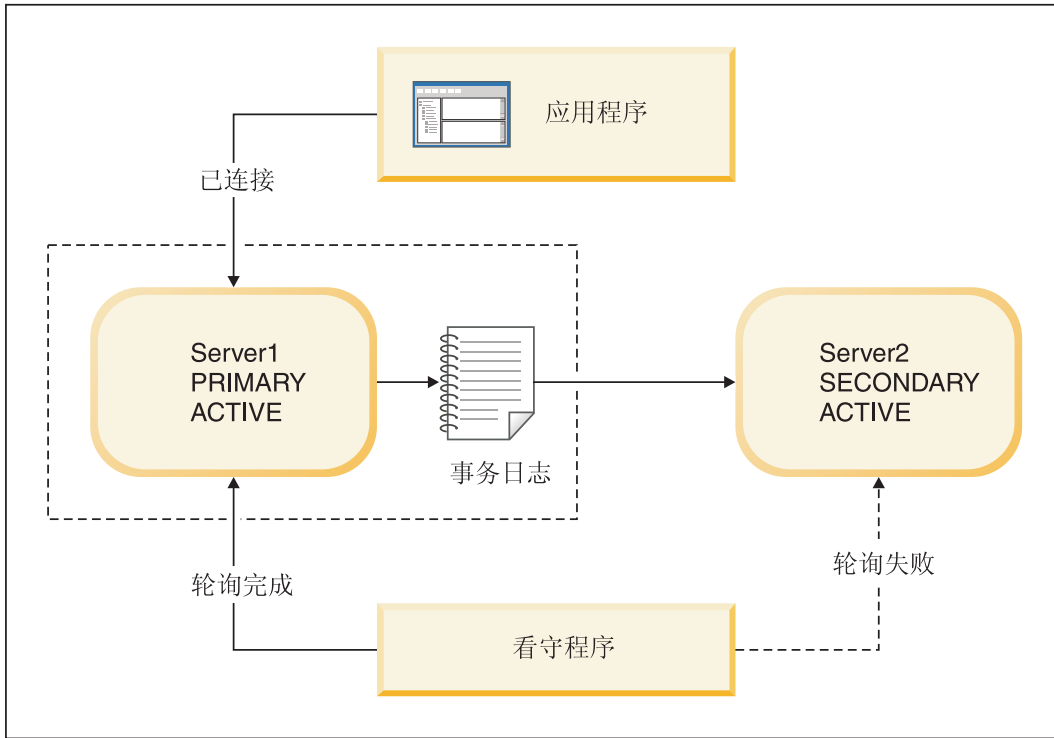 应用程序
已连接
Server1
PRIMARY
ACTIVE
事务日志
Server2
SECONDARY
ACTIVE
轮询完成
轮询失败
看守程序